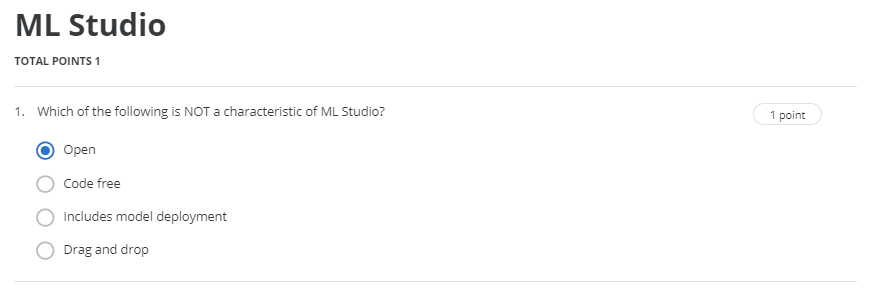 ML Studio
TOTAL POINTS 1
1. Which of the following is NOT a characteristic of ML Studio?
1 point
Open
Code free
Includes model deployment
Drag and drop